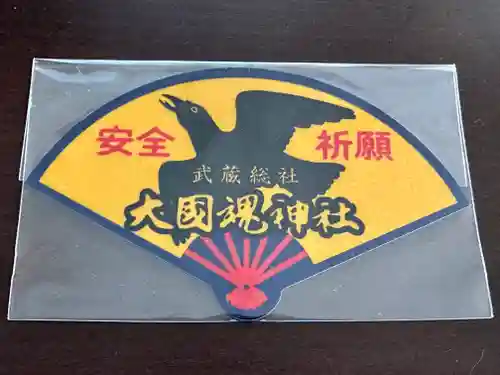 安全 祈願
武蔵総社
大國魂神社